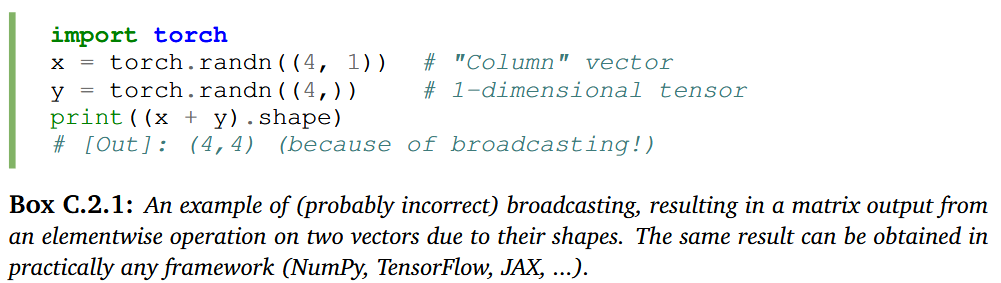 import torch
x = torch.randn((4, 1))  # "Column" vector
y = torch.randn((4,))    # 1-dimensional tensor
print((x + y).shape)
# [Out]: (4,4) (because of broadcasting!)
Box C.2.1: An example of (probably incorrect) broadcasting, resulting in a matrix output from
an elementwise operation on two vectors due to their shapes. The same result can be obtained in
practically any framework (NumPy, TensorFlow, JAX, ...).